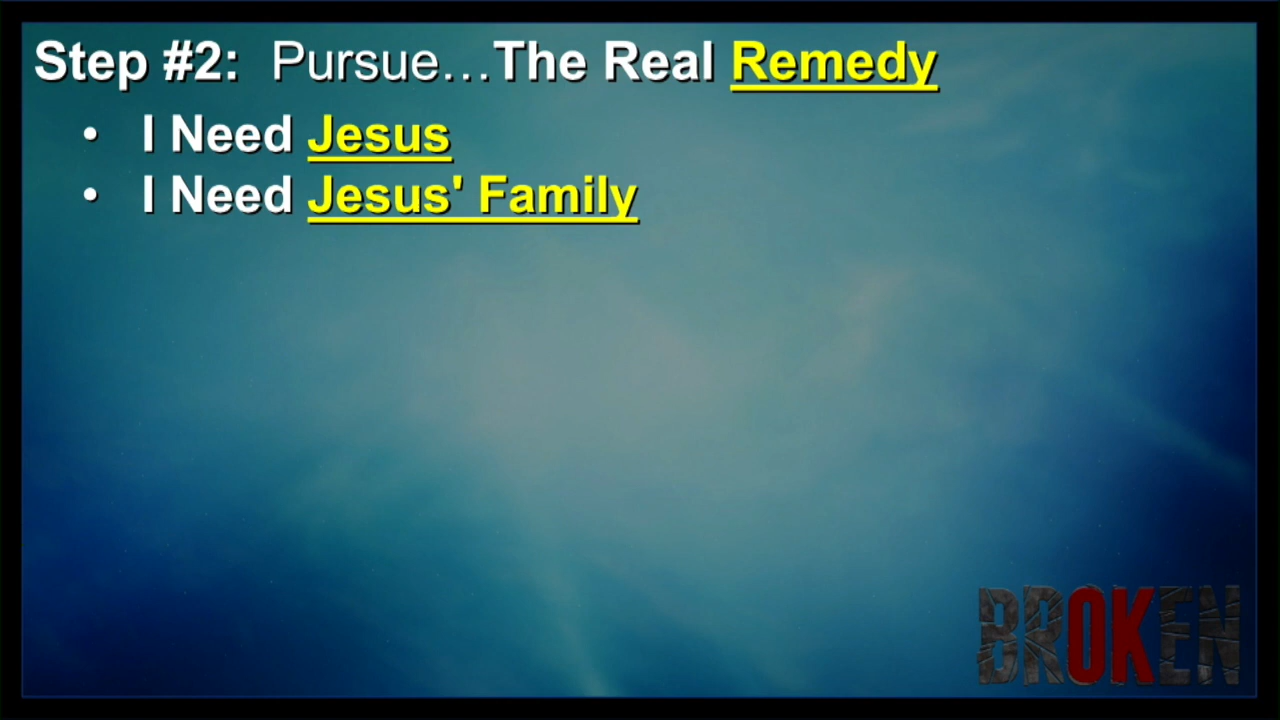 Step #2: Pursue…The Real Remedy
• I Need Jesus
• I Need Jesus' Family
BROKEN